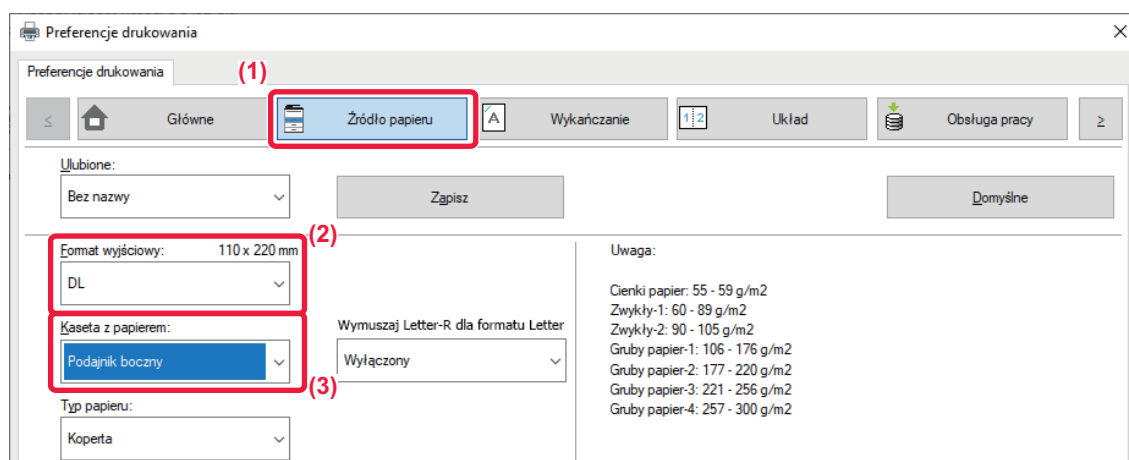 Preferencje drukowania
Preferencje drukowania
(1)
≤ Główne Źródło papieru A Wykańczanie 1 2 Układ Obsługa pracy ≥
Ulubione:
Bez nazwy Zapisz Domyślne
(2)
Format wyjściowy: 110 x 220 mm
DL
Kaseta z papierem:
Podajnik boczny
(3)
Typ papieru:
Koperta
Wymuszaj Letter-R dla formatu Letter
Wyłączony
Uwaga:
Cienki papier: 55 - 59 g/m2
Zwykły-1: 60 - 89 g/m2
Zwykły-2: 90 - 105 g/m2
Gruby papier-1: 106 - 176 g/m2
Gruby papier-2: 177 - 220 g/m2
Gruby papier-3: 221 - 256 g/m2
Gruby papier-4: 257 - 300 g/m2